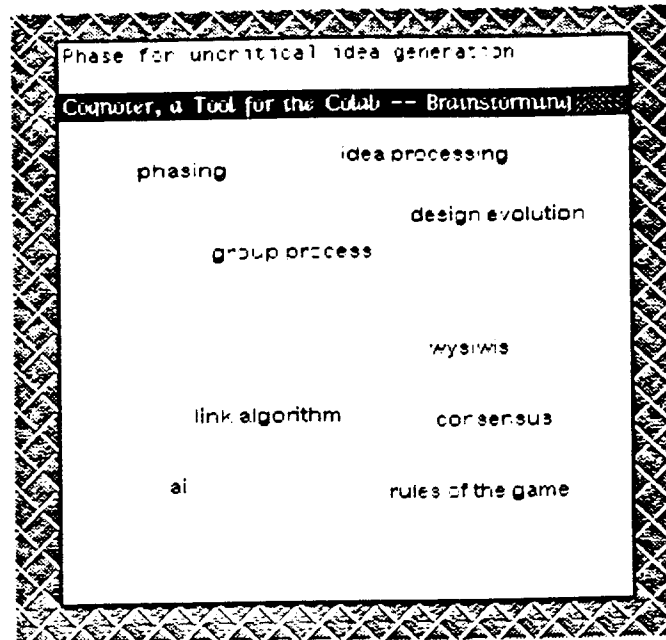 Phase for uncritical idea generation
Cognoter, a Tool for the Colab -- Brainstorming
idea processing
phasing
design evolution
group process
wysiwis
link algorithm
consensus
ai
rules of the game